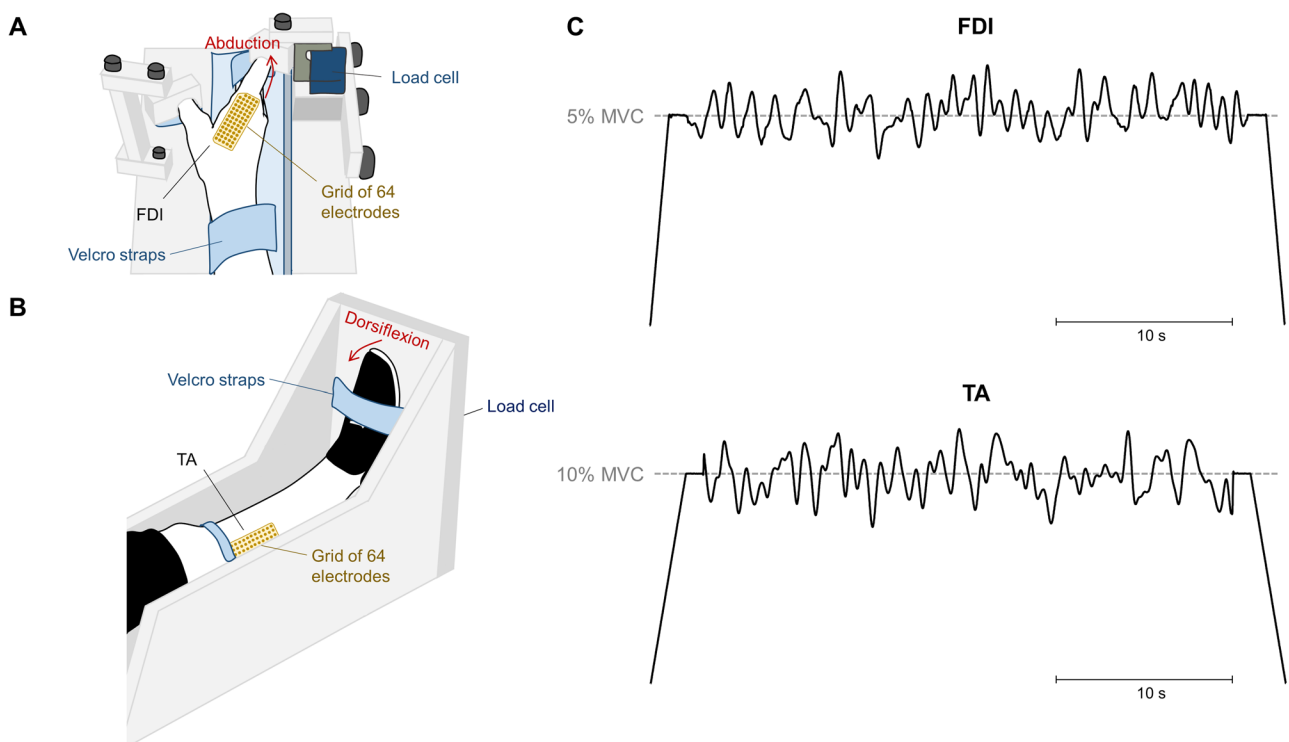 A
Abduction
Load cell
Grid of 64
electrodes
FDI
Velcro straps
B
Dorsiflexion
Velcro straps
Load cell
TA
Grid of 64
electrodes
C
FDI
5% MVC
10 s
TA
10% MVC
10 s